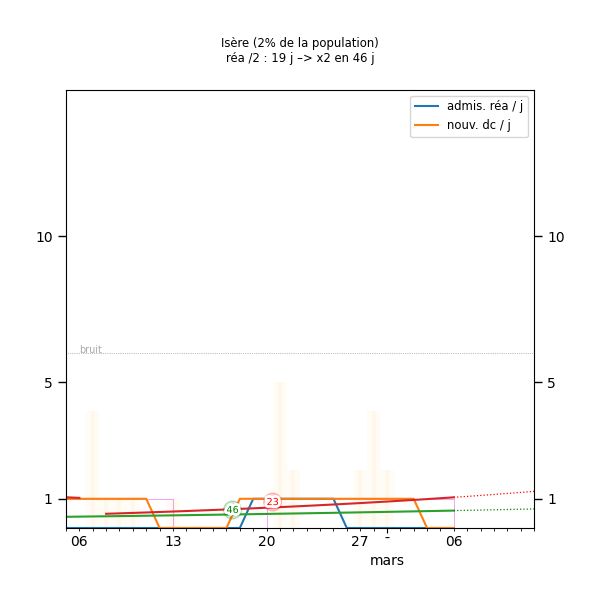 Isère (2% de la population)
réa /2 : 19 j –> x2 en 46 j
admis. réa / j
nouv. dc / j
10
10
bruit
5
5
1
1
46
23
06
13
20
27
-
06
mars